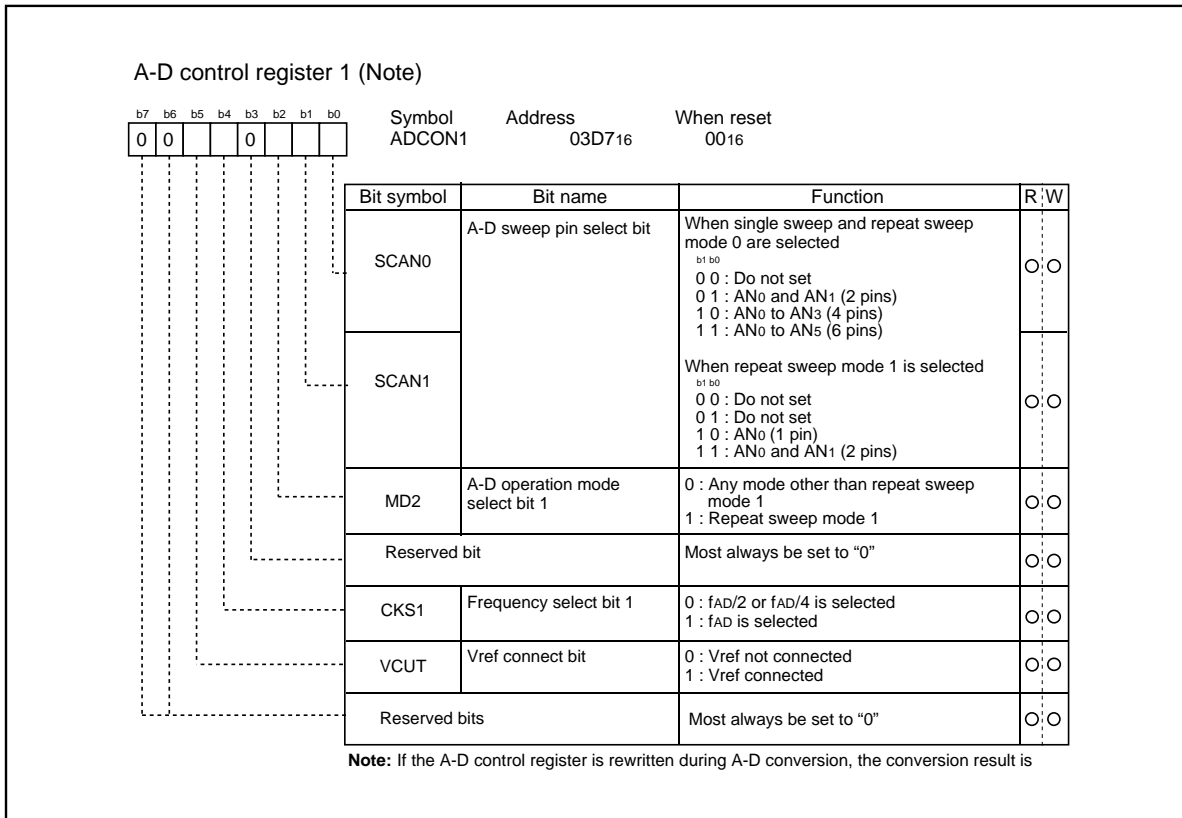 A-D control register 1 (Note)
b7 b6 b5 b4 b3 b2 b1 b0
0 0 0
Symbol Address When reset
ADCON1 03D716 0016
Bit symbol Bit name Function R W
SCAN0 A-D sweep pin select bit When single sweep and repeat sweep
mode 0 are selected
b1 b0
0 0 : Do not set
0 1 : AN0 and AN1 (2 pins)
1 0 : AN0 to AN3 (4 pins)
1 1 : AN0 to AN5 (6 pins)
SCAN1 When repeat sweep mode 1 is selected
b1 b0
0 0 : Do not set
0 1 : Do not set
1 0 : AN0 (1 pin)
1 1 : AN0 and AN1 (2 pins)
MD2 A-D operation mode
select bit 1 0 : Any mode other than repeat sweep
mode 1
1 : Repeat sweep mode 1
Reserved bit Most always be set to “0”
CKS1 Frequency select bit 1 0 : fAD/2 or fAD/4 is selected
1 : fAD is selected
VCUT Vref connect bit 0 : Vref not connected
1 : Vref connected
Reserved bits Most always be set to “0”
Note: If the A-D control register is rewritten during A-D conversion, the conversion result is